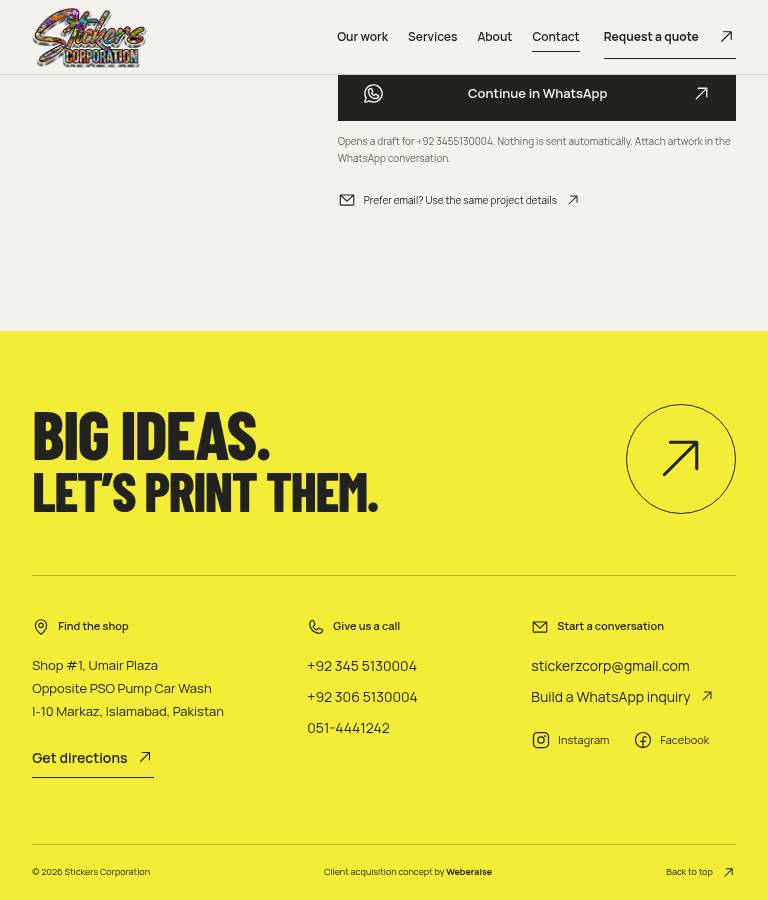 Stickers
CORPORATION
Our work
Services
About
Contact
Request a quote
Continue in WhatsApp
Opens a draft for +92 3455130004. Nothing is sent automatically. Attach artwork in the
WhatsApp conversation.
Prefer email? Use the same project details
BIG IDEAS.
LET’S PRINT THEM.
Find the shop
Shop #1, Umair Plaza
Opposite PSO Pump Car Wash
I-10 Markaz, Islamabad, Pakistan
Get directions
Give us a call
+92 345 5130004
+92 306 5130004
051-4441242
Start a conversation
stickerzcorp@gmail.com
Build a WhatsApp inquiry
Instagram
Facebook
© 2026 Stickers Corporation
Client acquisition concept by Weberaise
Back to top